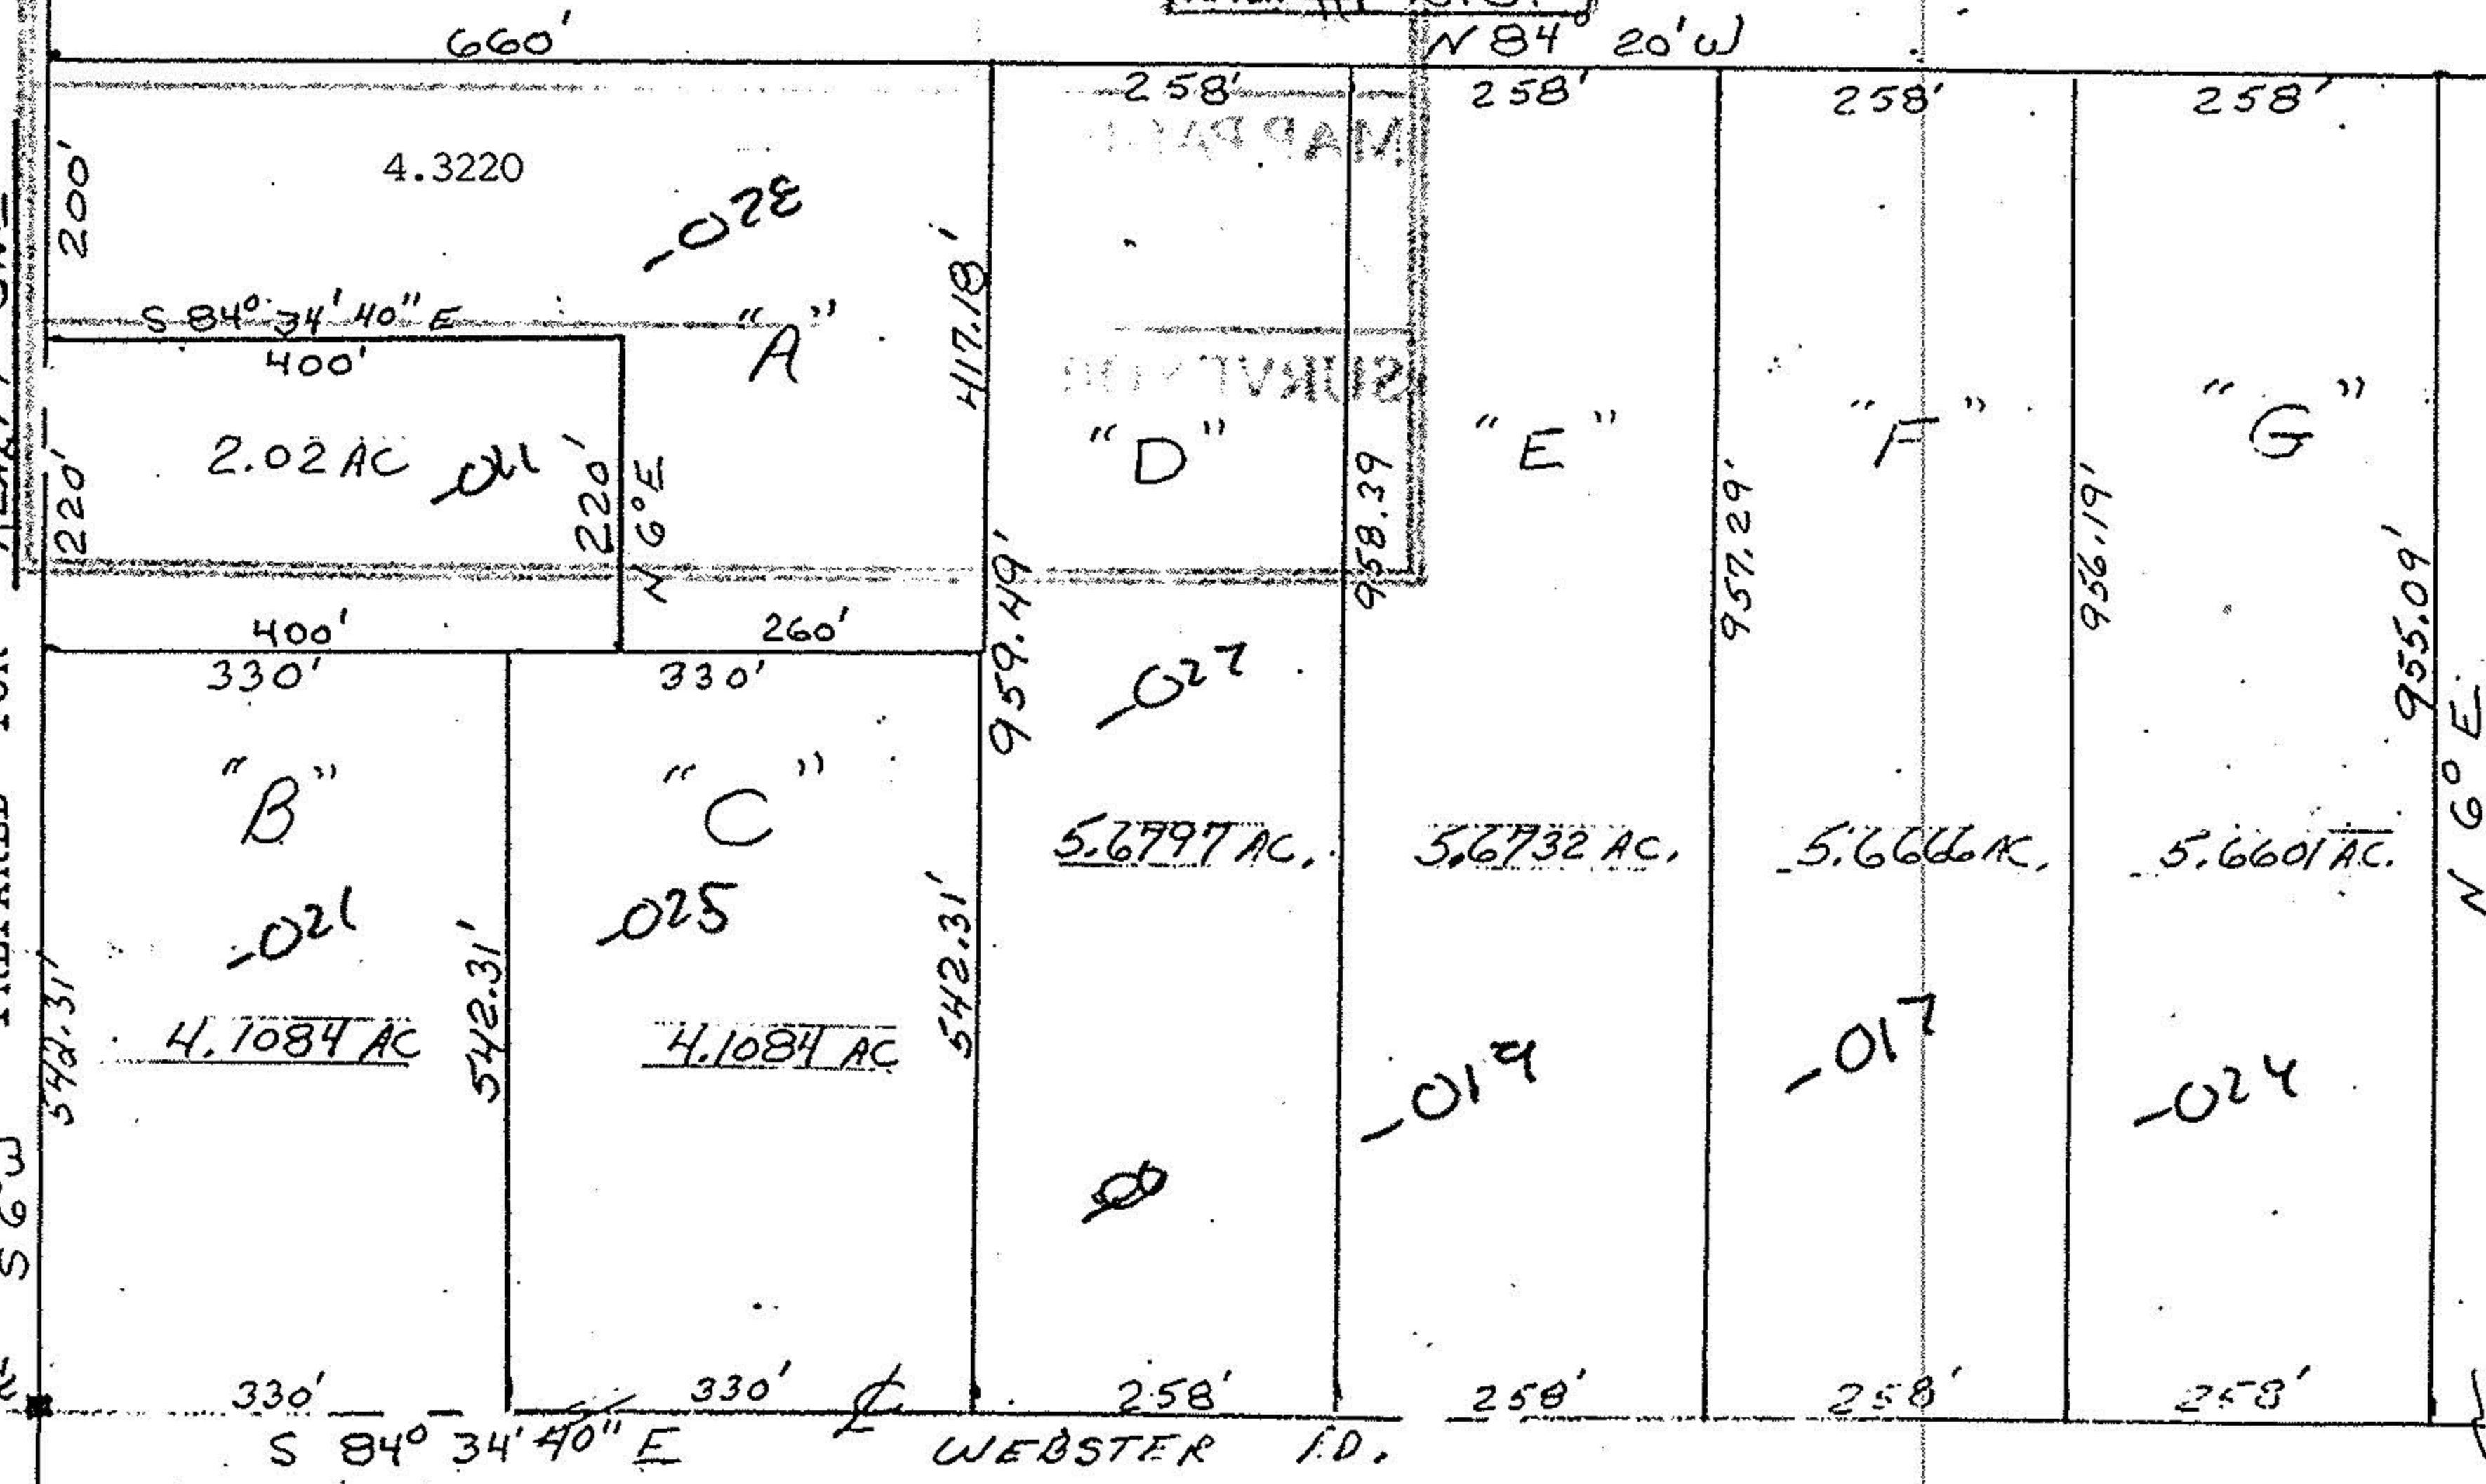 660'
N 84° 20' W
258'
258'
258'
258'
200'
4.3220
-028
"A"
417.18'
S 84° 34' 40" E
400'
2.02 AC
-011
220'
220'
N 6° E
400'
260'
330'
330'
"B"
-021
4.1084 AC
542.31'
542.31'
"C"
-025
4.1084 AC
542.31'
MAP
SURVEYOR
"D"
959.49'
-027
5.6797 AC.
958.39
"E"
5.6732 AC.
-019
957.29'
"F"
5.6666 AC.
-017
956.19'
"G"
5.6601 AC.
-024
955.09'
N 6° E
S 6 W
330'
330'
258'
258'
258'
258'
S 84° 34' 40" E
WEBSTER